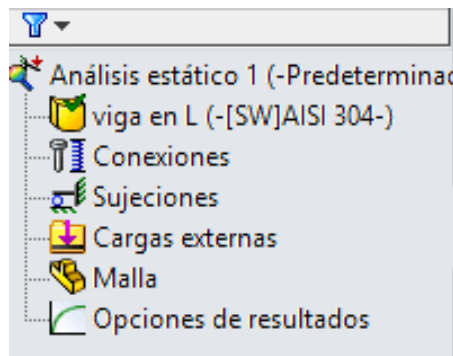 Análisis estático 1 (-Predeterminad
viga en L (-[SW]AISI 304-)
Conexiones
Sujeciones
Cargas externas
Malla
Opciones de resultados